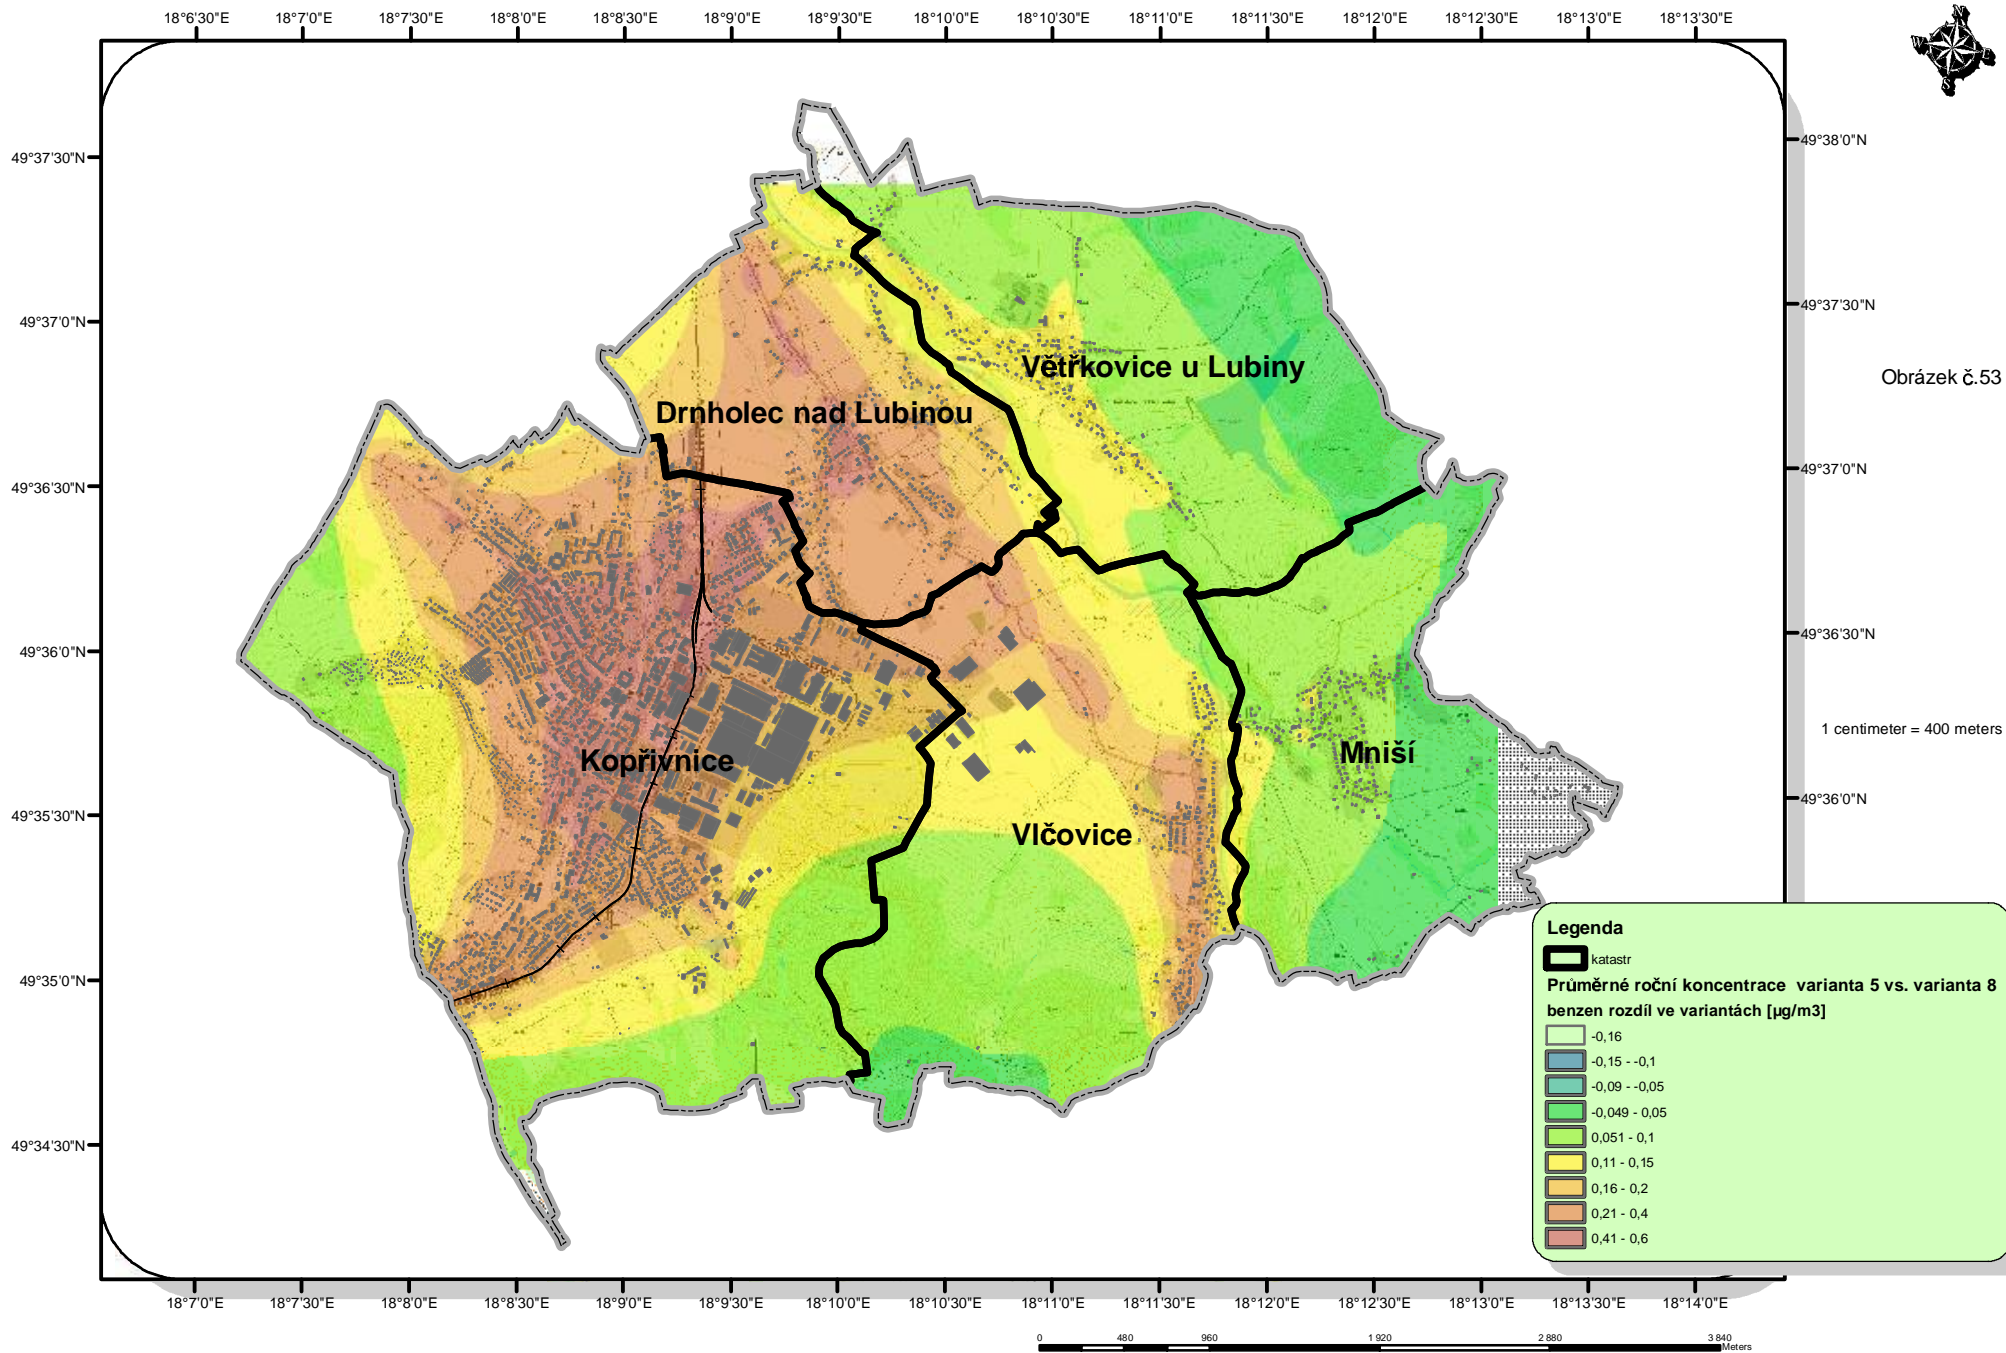 18°6'30"E 18°7'0"E 18°7'30"E 18°8'0"E 18°8'30"E 18°9'0"E 18°9'30"E 18°10'0"E 18°10'30"E 18°11'0"E 18°11'30"E 18°12'0"E 18°12'30"E 18°13'0"E 18°13'30"E
49°37'30"N
49°37'0"N
49°36'30"N
49°36'0"N
49°35'30"N
49°35'0"N
49°34'30"N
49°38'0"N
49°37'30"N
49°37'0"N
49°36'30"N
49°36'0"N
Obrázek č.53
1 centimeter = 400 meters
Větřkovice u Lubiny
Drnholec nad Lubinou
Kopřivnice
Mniší
Vlčovice
Legenda
katastr
Průměrné roční koncentrace varianta 5 vs. varianta 8
benzen rozdíl ve variantách [µg/m3]
-0,16
-0,15 - -0,1
-0,09 - -0,05
-0,049 - 0,05
0,051 - 0,1
0,11 - 0,15
0,16 - 0,2
0,21 - 0,4
0,41 - 0,6
18°7'0"E 18°7'30"E 18°8'0"E 18°8'30"E 18°9'0"E 18°9'30"E 18°10'0"E 18°10'30"E 18°11'0"E 18°11'30"E 18°12'0"E 18°12'30"E 18°13'0"E 18°13'30"E 18°14'0"E
0 480 960 1 920 2 880 3 840
Meters